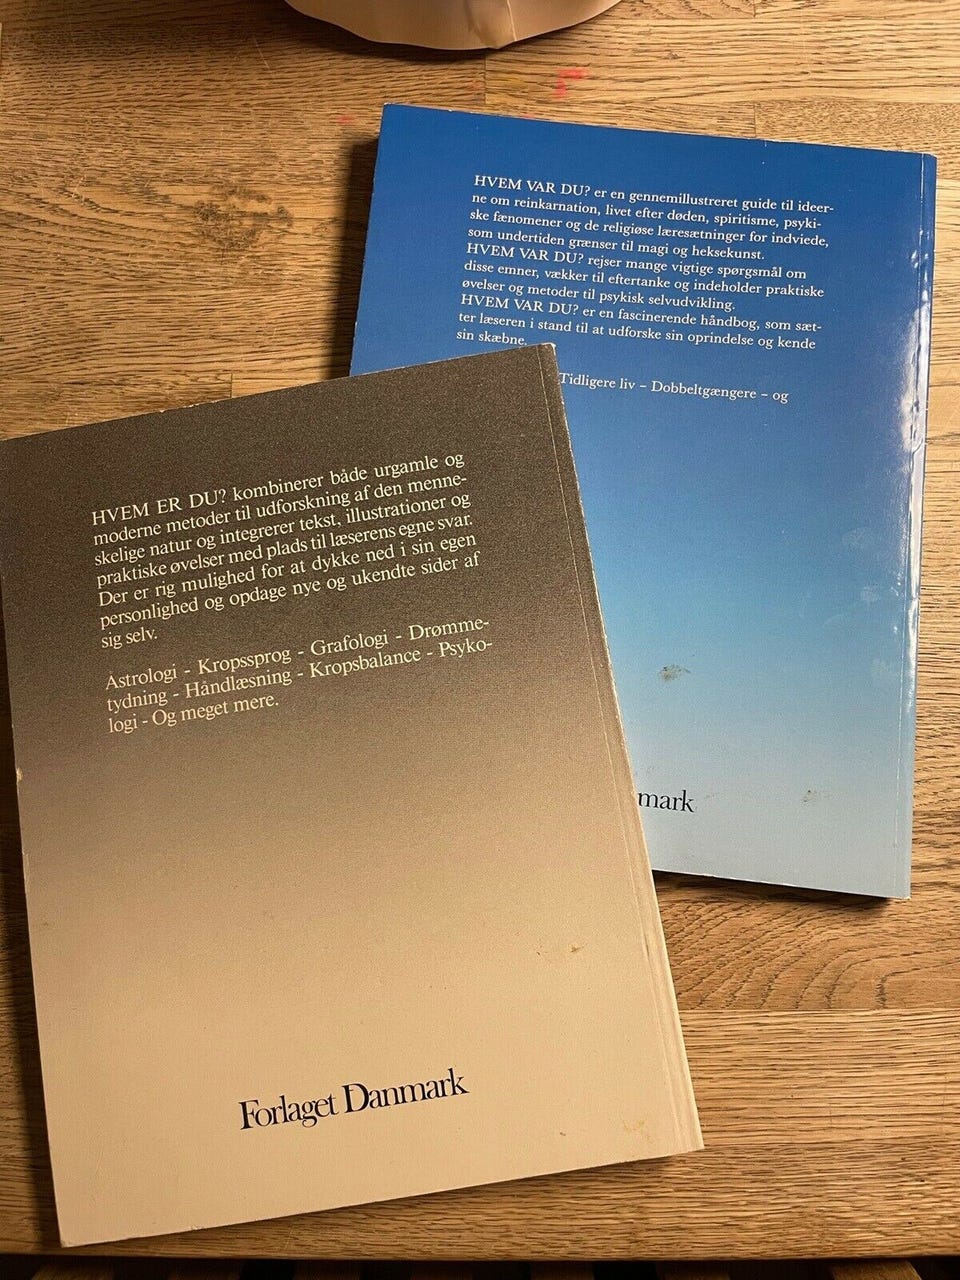 HVEM VAR DU? er en gennemillustreret guide til ideer-
ne om reinkarnation, livet efter døden, spiritisme, psyki-
ske fænomener og de religiøse læresætninger for indviede,
som undertiden grænser til magi og heksekunst.
HVEM VAR DU? rejser mange vigtige spørgsmål om
disse emner, vækker til eftertanke og indeholder praktiske
øvelser og metoder til psykisk selvudvikling.
HVEM VAR DU? er en fascinerende håndbog, som sæt-
ter læseren i stand til at udforske sin oprindelse og kende
sin skæbne.
Tidligere liv – Dobbeltgængere – og
mark
HVEM ER DU? kombinerer både urgamle og
moderne metoder til udforskning af den menne-
skelige natur og integrerer tekst, illustrationer og
praktiske øvelser med plads til læserens egne svar.
Der er rig mulighed for at dykke ned i sin egen
personlighed og opdage nye og ukendte sider af
sig selv.
Astrologi - Kropssprog - Grafologi - Drømme-
tydning - Håndlæsning - Kropsbalance - Psyko-
logi - Og meget mere.
Forlaget Danmark